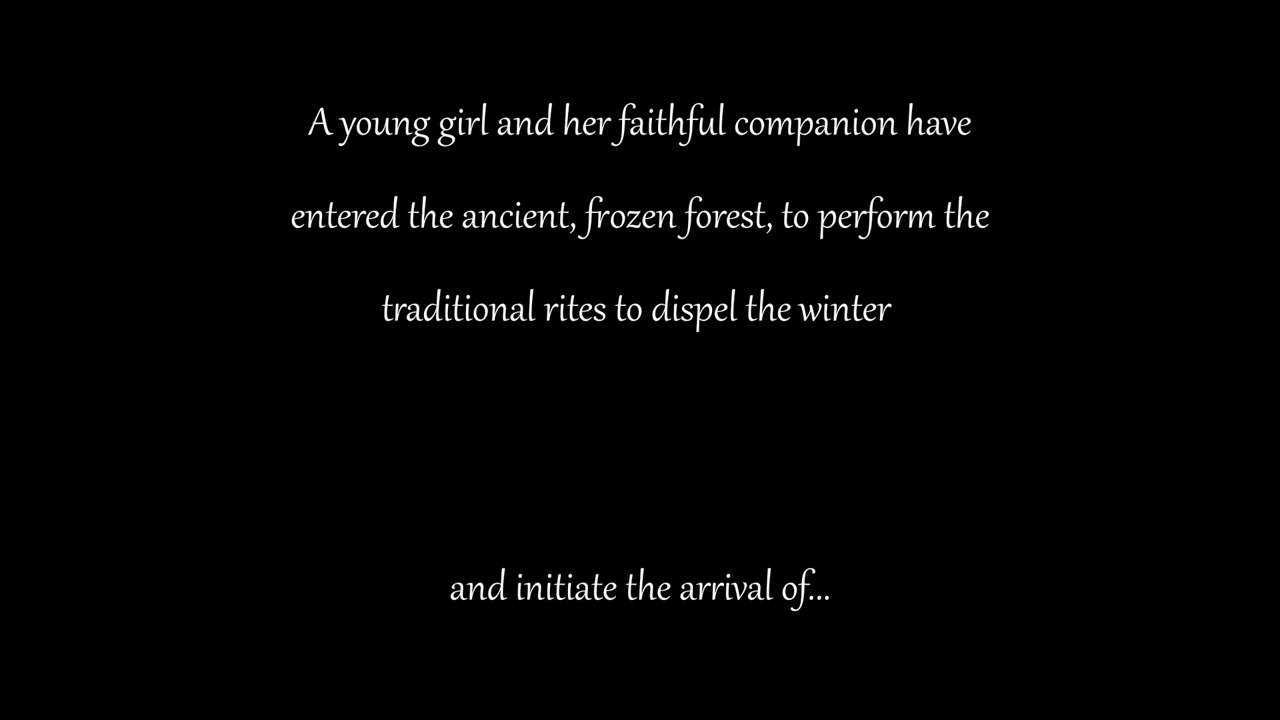 A young girl and her faithful companion have
entered the ancient, frozen forest, to perform the
traditional rites to dispel the winter
and initiate the arrival of...